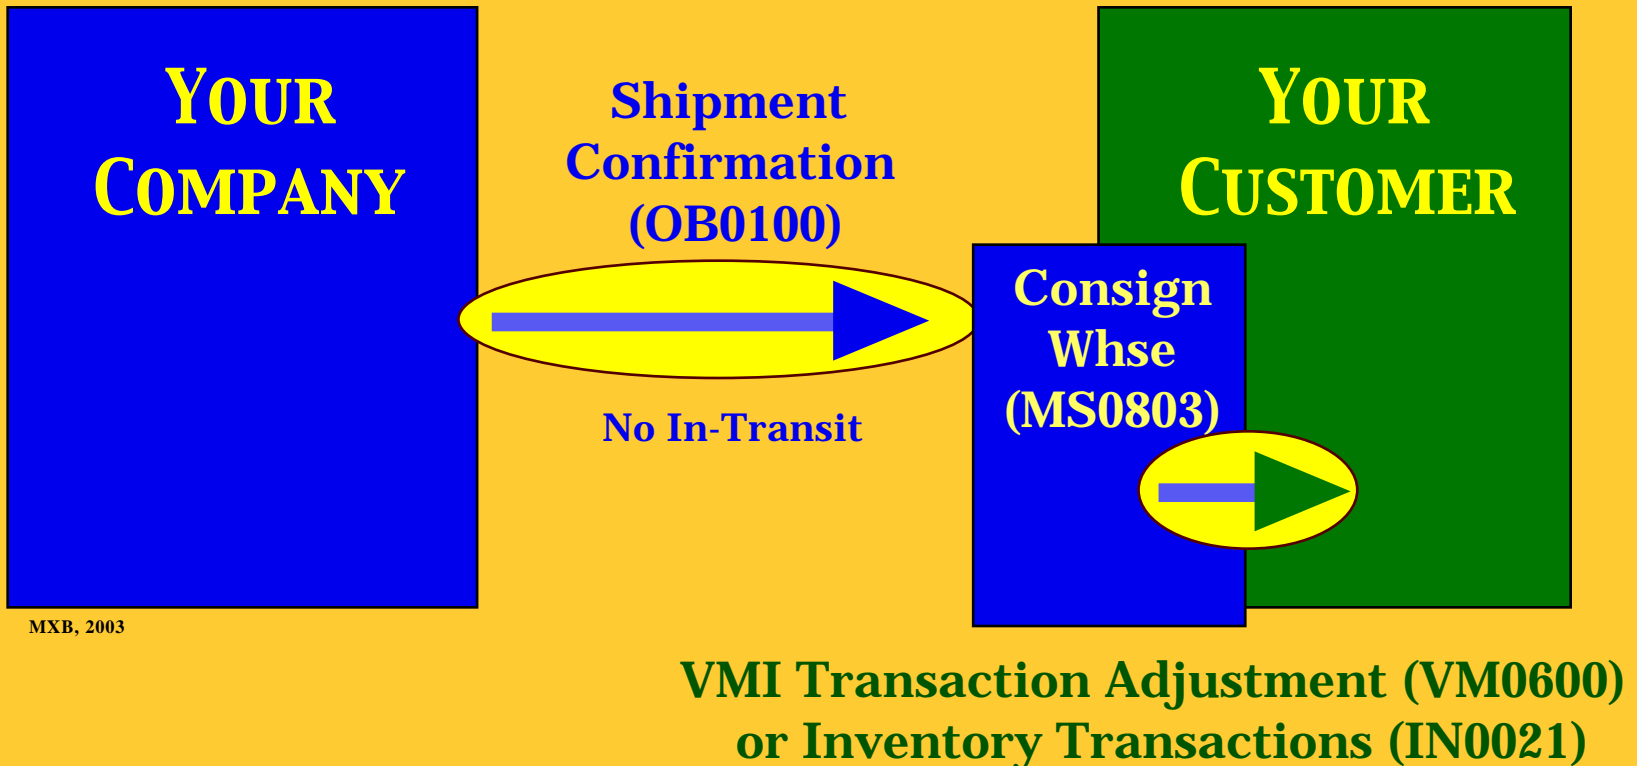 YOUR
COMPANY
Shipment
Confirmation
(OB0100)
No In-Transit
YOUR
CUSTOMER
Consign
Whse
(MS0803)
MXB, 2003
VMI Transaction Adjustment (VM0600)
or Inventory Transactions (IN0021)